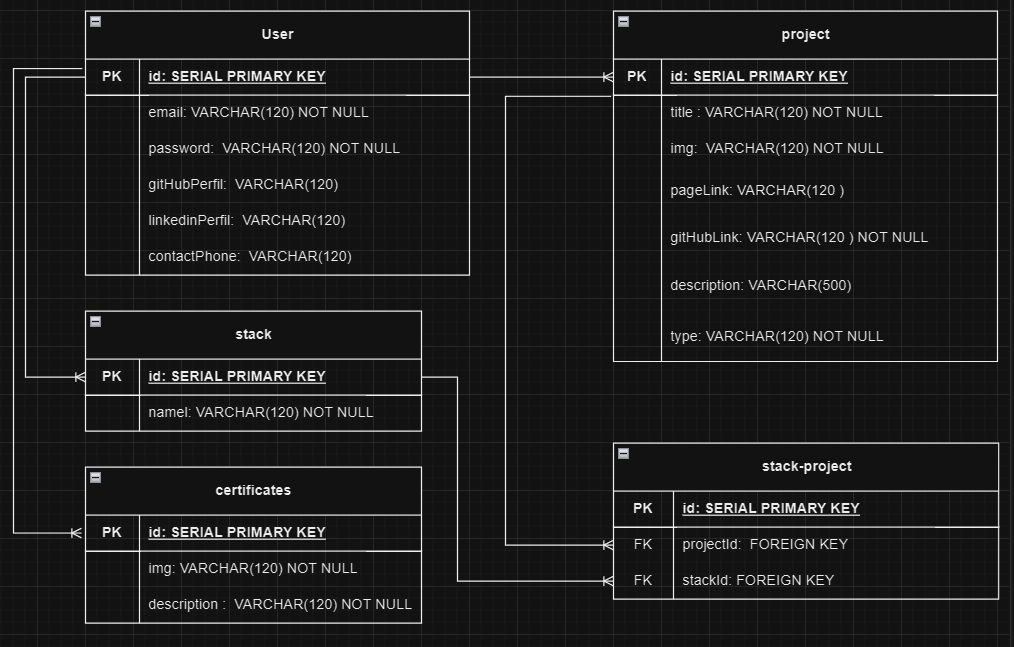 User
PK id: SERIAL PRIMARY KEY
email: VARCHAR(120) NOT NULL
password: VARCHAR(120) NOT NULL
gitHubPerfil: VARCHAR(120)
linkedinPerfil: VARCHAR(120)
contactPhone: VARCHAR(120)
stack
PK id: SERIAL PRIMARY KEY
namel: VARCHAR(120) NOT NULL
certificates
PK id: SERIAL PRIMARY KEY
img: VARCHAR(120) NOT NULL
description : VARCHAR(120) NOT NULL
project
PK id: SERIAL PRIMARY KEY
title : VARCHAR(120) NOT NULL
img: VARCHAR(120) NOT NULL
pageLink: VARCHAR(120 )
gitHubLink: VARCHAR(120 ) NOT NULL
description: VARCHAR(500)
type: VARCHAR(120) NOT NULL
stack-project
PK id: SERIAL PRIMARY KEY
FK projectId: FOREIGN KEY
FK stackId: FOREIGN KEY